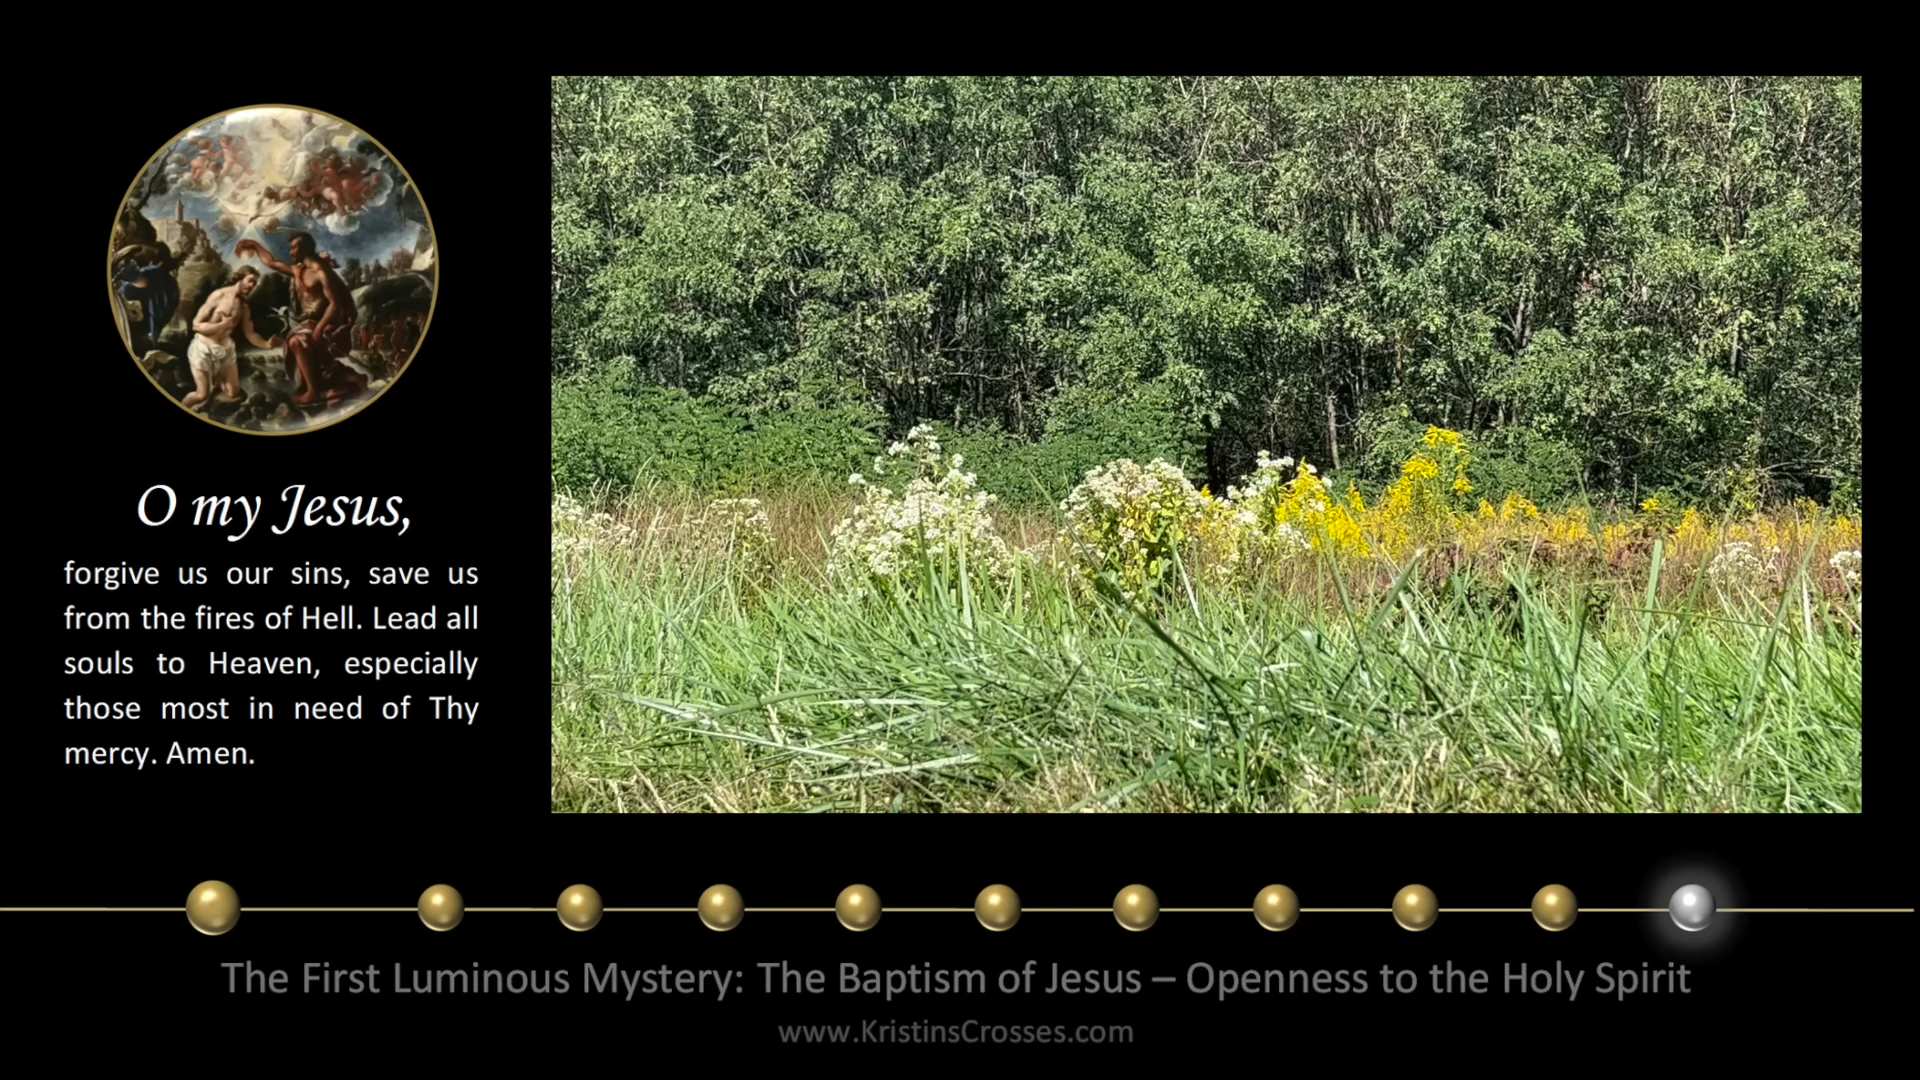 O my Jesus,
forgive us our sins, save us
from the fires of Hell. Lead all
souls to Heaven, especially
those most in need of Thy
mercy. Amen.
The First Luminous Mystery: The Baptism of Jesus – Openness to the Holy Spirit
www.KristinsCrosses.com